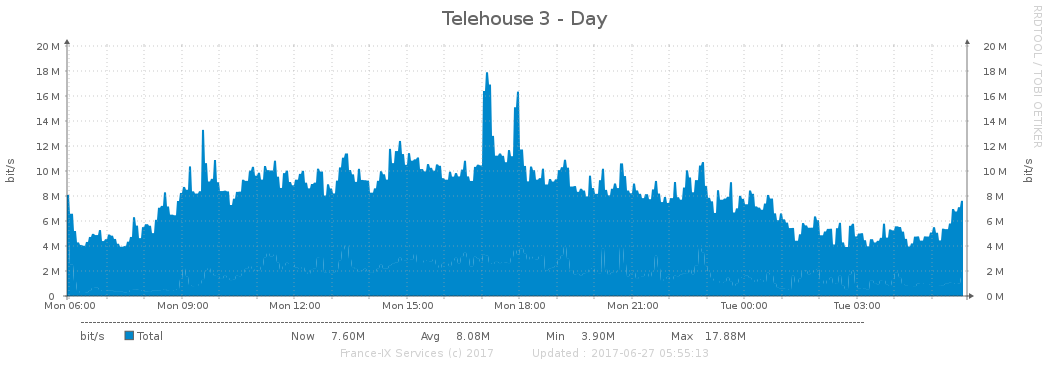 Telehouse 3 - Day
RRDTOOL / TOBI OETIKER
bit/s
20 M
18 M
16 M
14 M
12 M
10 M
8 M
6 M
4 M
2 M
0
20 M
18 M
16 M
14 M
12 M
10 M
8 M
6 M
4 M
2 M
0 M
bit/s
Mon 06:00 Mon 09:00 Mon 12:00 Mon 15:00 Mon 18:00 Mon 21:00 Tue 00:00 Tue 03:00
bit/s Total Now 7.60M Avg 8.08M Min 3.90M Max 17.88M
France-IX Services (c) 2017 Updated : 2017-06-27 05:55:13